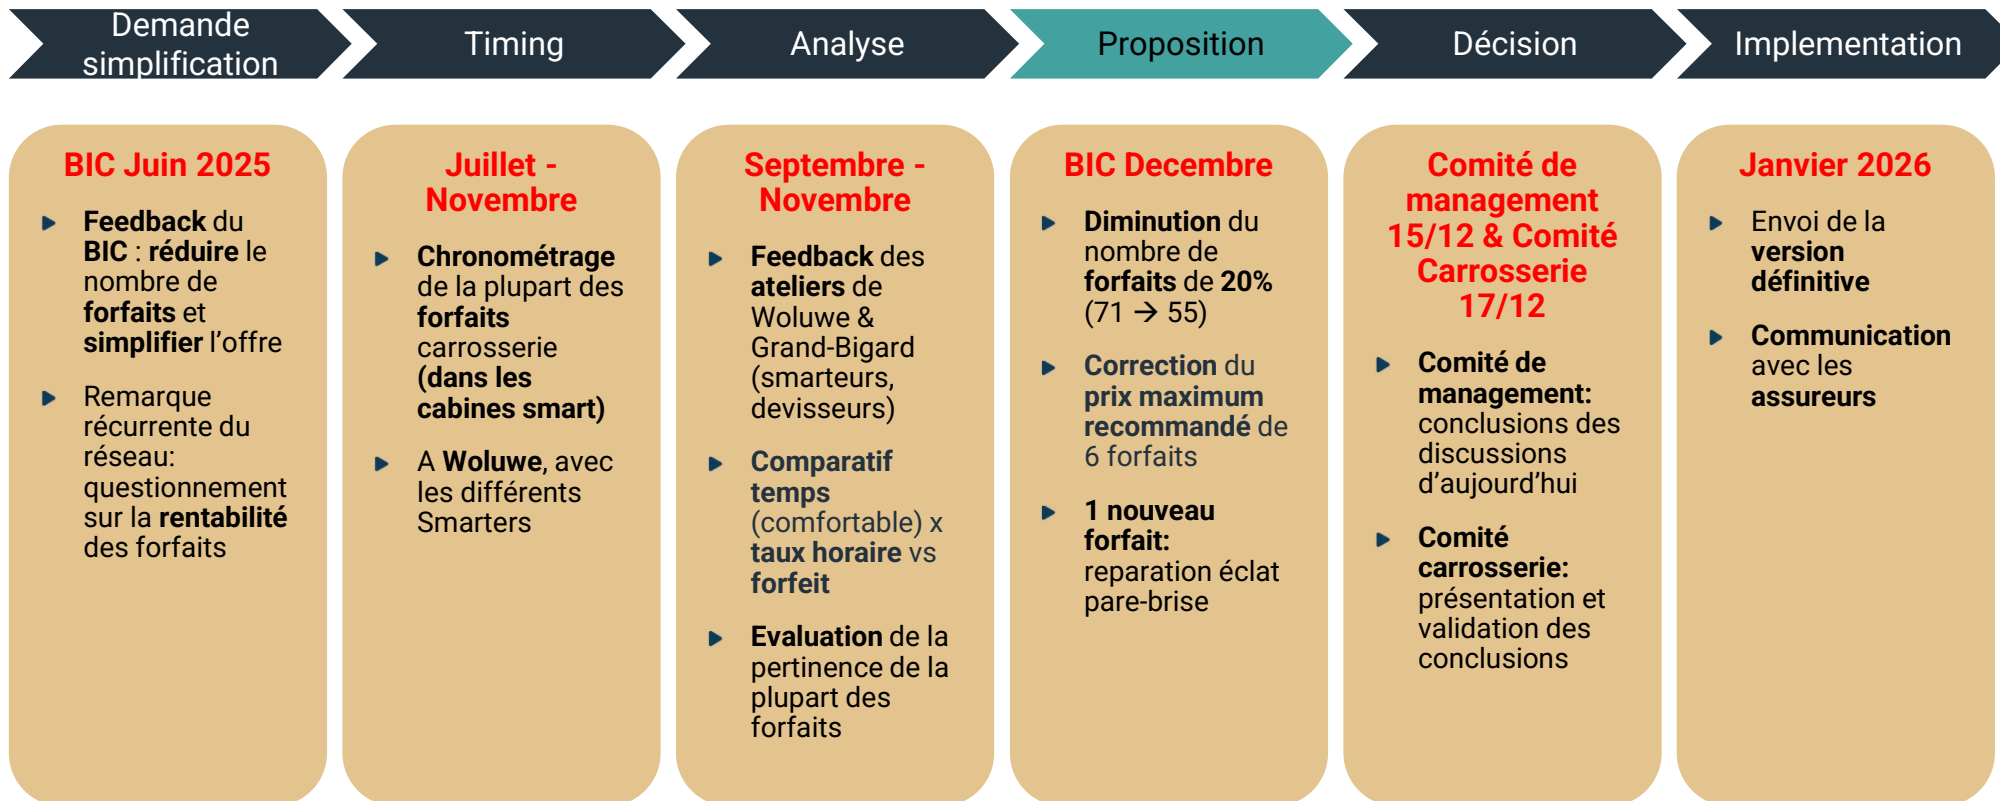 Demande
simplification
Timing
Analyse
Proposition
Décision
Implementation
BIC Juin 2025
Feedback du
BIC : réduire le
nombre de
forfaits et
simplifier l'offre
Remarque
récurrente du
réseau:
questionnement
sur la rentabilité
des forfaits
Juillet -
Novembre
Chronométrage
de la plupart des
forfaits
carrosserie
(dans les
cabines smart)
A Woluwe, avec
les différents
Smarters
Septembre -
Novembre
Feedback des
ateliers de
Woluwe &
Grand-Bigard
(smarteurs,
devisseurs)
Comparatif
temps
(comfortable) x
taux horaire vs
forfeit
Evaluation de la
pertinence de la
plupart des
forfaits
BIC Decembre
Diminution du
nombre de
forfaits de 20%
(71 → 55)
Correction du
prix maximum
recommandé de
6 forfaits
1 nouveau
forfait:
reparation éclat
pare-brise
Comité de
management
15/12 & Comité
Carrosserie
17/12
Comité de
management:
conclusions des
discussions
d'aujourd'hui
Comité
carrosserie:
présentation et
validation des
conclusions
Janvier 2026
Envoi de la
version
définitive
Communication
avec les
assureurs